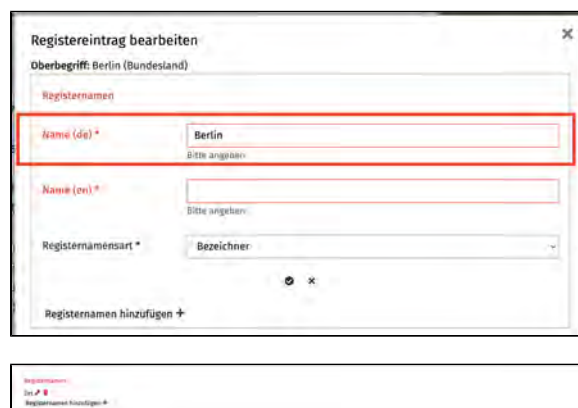 Registereintrag bearbeiten
Oberbegriff: Berlin (Bundesland)
Registernamen
Name (de) * Berlin
Bitte angeben
Name (en) *
Bitte angeben
Registernamensart * Bezeichner
Registernamen hinzufügen +
Registernamen
Registernamen hinzufügen +